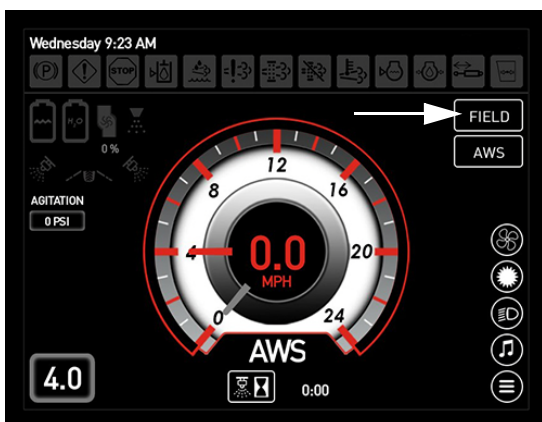 Wednesday 9:23 AM
(P)
STOP
H₂O
0 %
FIELD
AWS
AGITATION
0 PSI
0
4
8
12
16
20
24
0.0
MPH
AWS
4.0
0:00